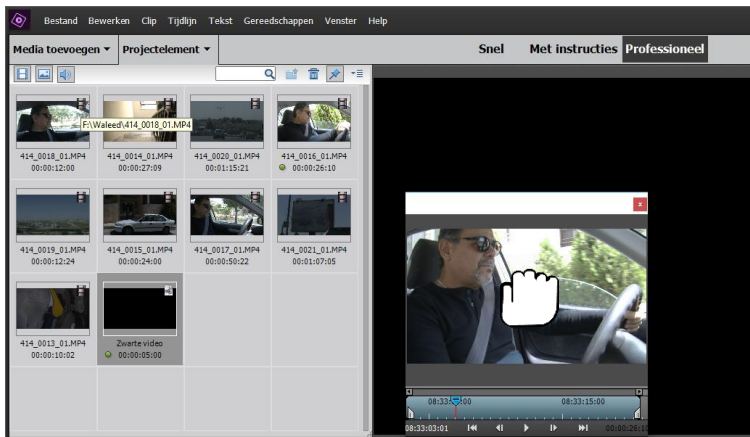 Bestand Bewerken Clip Tijdlijn Tekst Gereedschappen Venster Help
Media toevoegen Projectelement Snel Met instructies Professioneel
F:\Waleed\414_0018_01.MP4
414_0018_01.MP4 414_0014_01.MP4 414_0020_01.MP4 414_0016_01.MP4
00:00:12:00 00:00:27:09 00:01:15:21 00:00:26:10
414_0019_01.MP4 414_0015_01.MP4 414_0017_01.MP4 414_0021_01.MP4
00:00:12:24 00:00:24:00 00:00:50:22 00:01:07:05
414_0013_01.MP4 Zwarte video
00:00:10:02 00:00:05:00
08:33:15:00
08:33:03:01 00:00:26:10